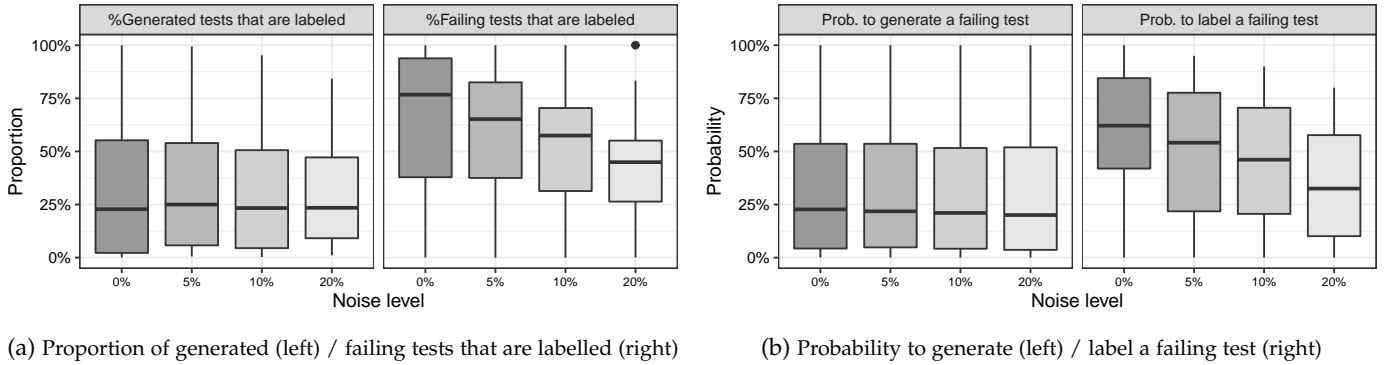 %Generated tests that are labeled
%Failing tests that are labeled
Proportion
100%
75%
50%
25%
0%
0%
5%
10%
20%
0%
5%
10%
20%
Noise level
(a) Proportion of generated (left) / failing tests that are labelled (right)
Prob. to generate a failing test
Prob. to label a failing test
Probability
100%
75%
50%
25%
0%
0%
5%
10%
20%
0%
5%
10%
20%
Noise level
(b) Probability to generate (left) / label a failing test (right)